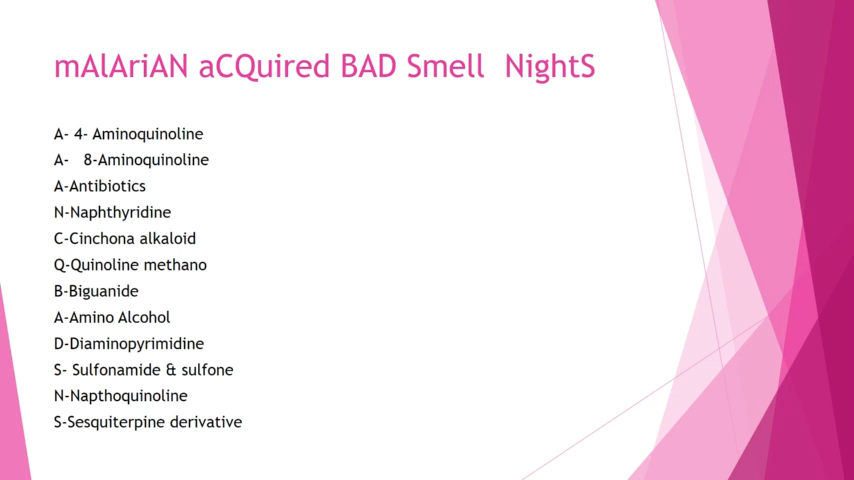 mAlAriAN aCQuired BAD Smell  NightS
A- 4- Aminoquinoline
A-   8-Aminoquinoline
A-Antibiotics
N-Naphthyridine
C-Cinchona alkaloid
Q-Quinoline methano
B-Biguanide
A-Amino Alcohol
D-Diaminopyrimidine
S- Sulfonamide & sulfone
N-Napthoquinoline
S-Sesquiterpine derivative